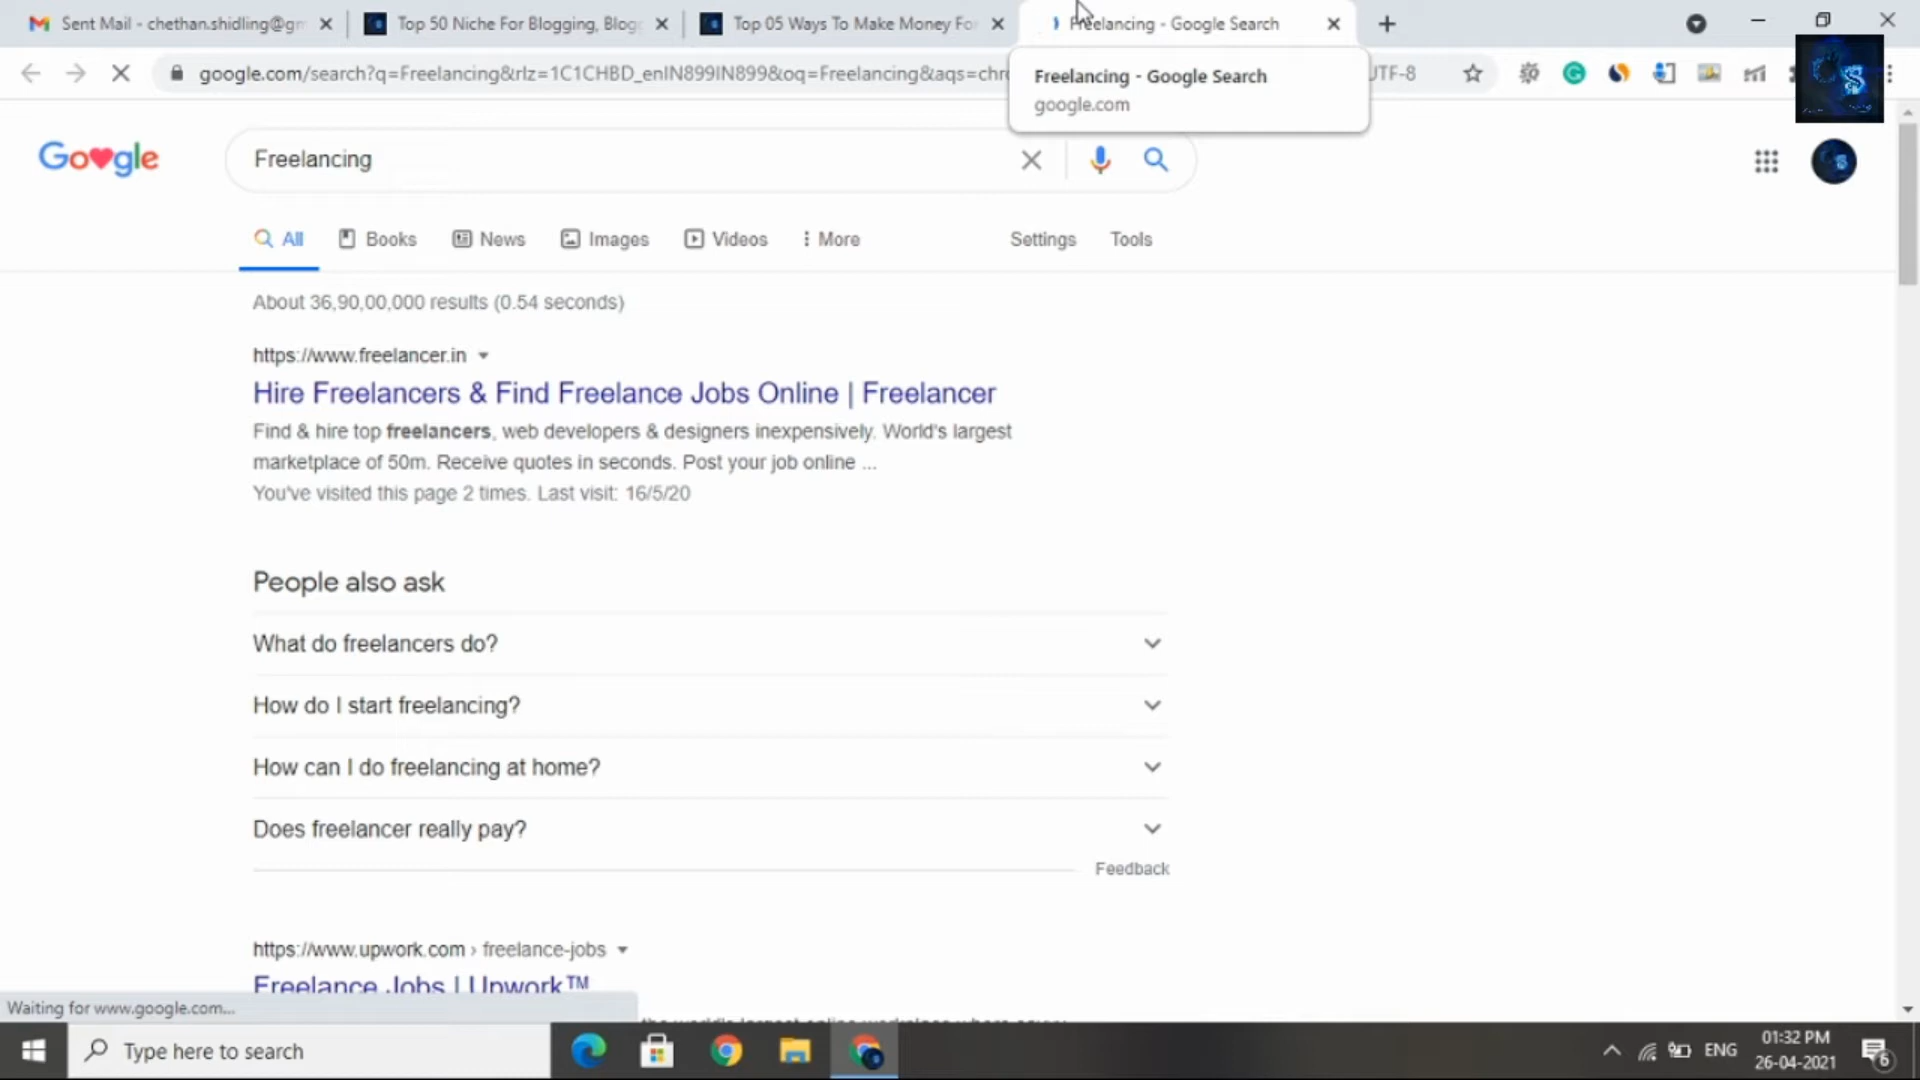 Sent Mail - chethan.shidling@gm
Top 50 Niche For Blogging, Blog
Top 05 Ways To Make Money For
Freelancing - Google Search
google.com/search?q=Freelancing&rlz=1C1CHBD_enIN899IN899&oq=Freelancing&aqs=chr
UTF-8
Freelancing - Google Search
google.com
Google
Freelancing
All
Books
News
Images
Videos
More
Settings
Tools
About 36,90,00,000 results (0.54 seconds)
https://www.freelancer.in
Hire Freelancers & Find Freelance Jobs Online | Freelancer
Find & hire top freelancers, web developers & designers inexpensively. World's largest
marketplace of 50m. Receive quotes in seconds. Post your job online ...
You've visited this page 2 times. Last visit: 16/5/20
People also ask
What do freelancers do?
How do I start freelancing?
How can I do freelancing at home?
Does freelancer really pay?
Feedback
https://www.upwork.com › freelance-jobs
Freelance Jobs | Upwork™
Waiting for www.google.com...
Type here to search
ENG
01:32 PM
26-04-2021
6